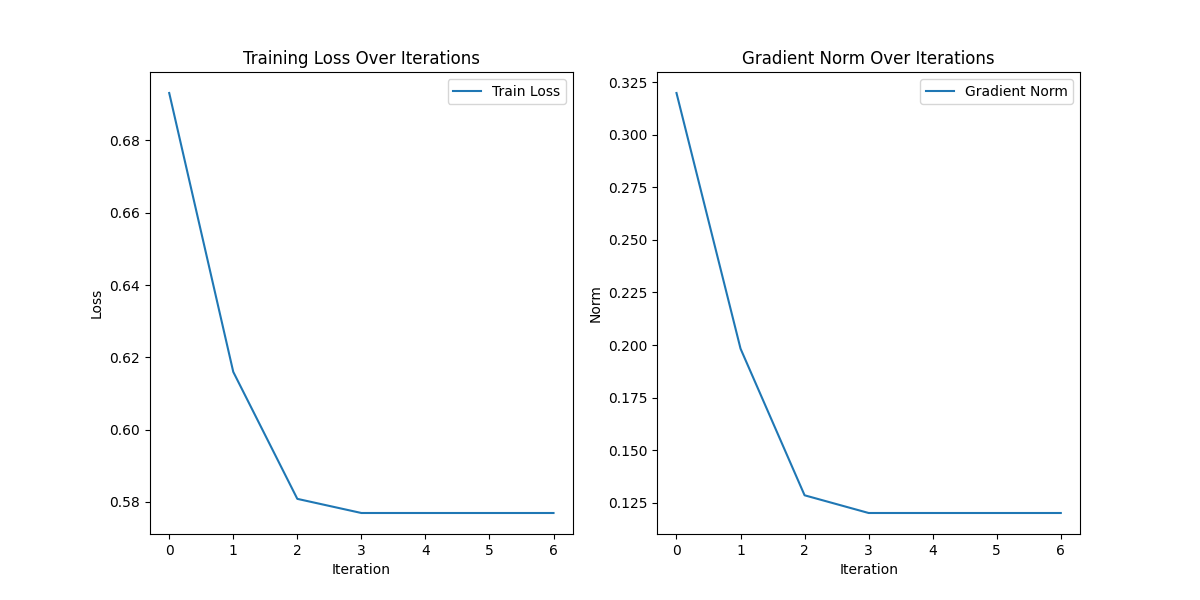 Training Loss Over Iterations
Train Loss
0.68
0.66
0.64
0.62
0.60
0.58
Loss
0 1 2 3 4 5 6
Iteration
Gradient Norm Over Iterations
Gradient Norm
0.325
0.300
0.275
0.250
0.225
0.200
0.175
0.150
0.125
Norm
0 1 2 3 4 5 6
Iteration